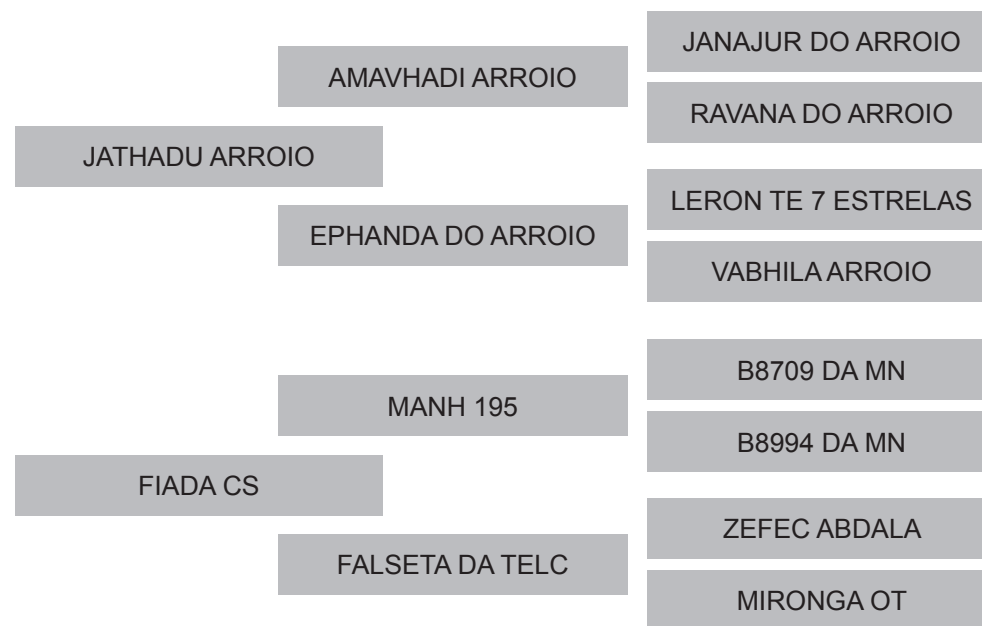 JANAJUR DO ARROIO
AMAVHADI ARROIO
RAVANA DO ARROIO
JATHADU ARROIO
LERON TE 7 ESTRELAS
EPHANDA DO ARROIO
VABHILA ARROIO
B8709 DA MN
MANH 195
B8994 DA MN
FIADA CS
ZEFEC ABDALA
FALSETA DA TELC
MIRONGA OT